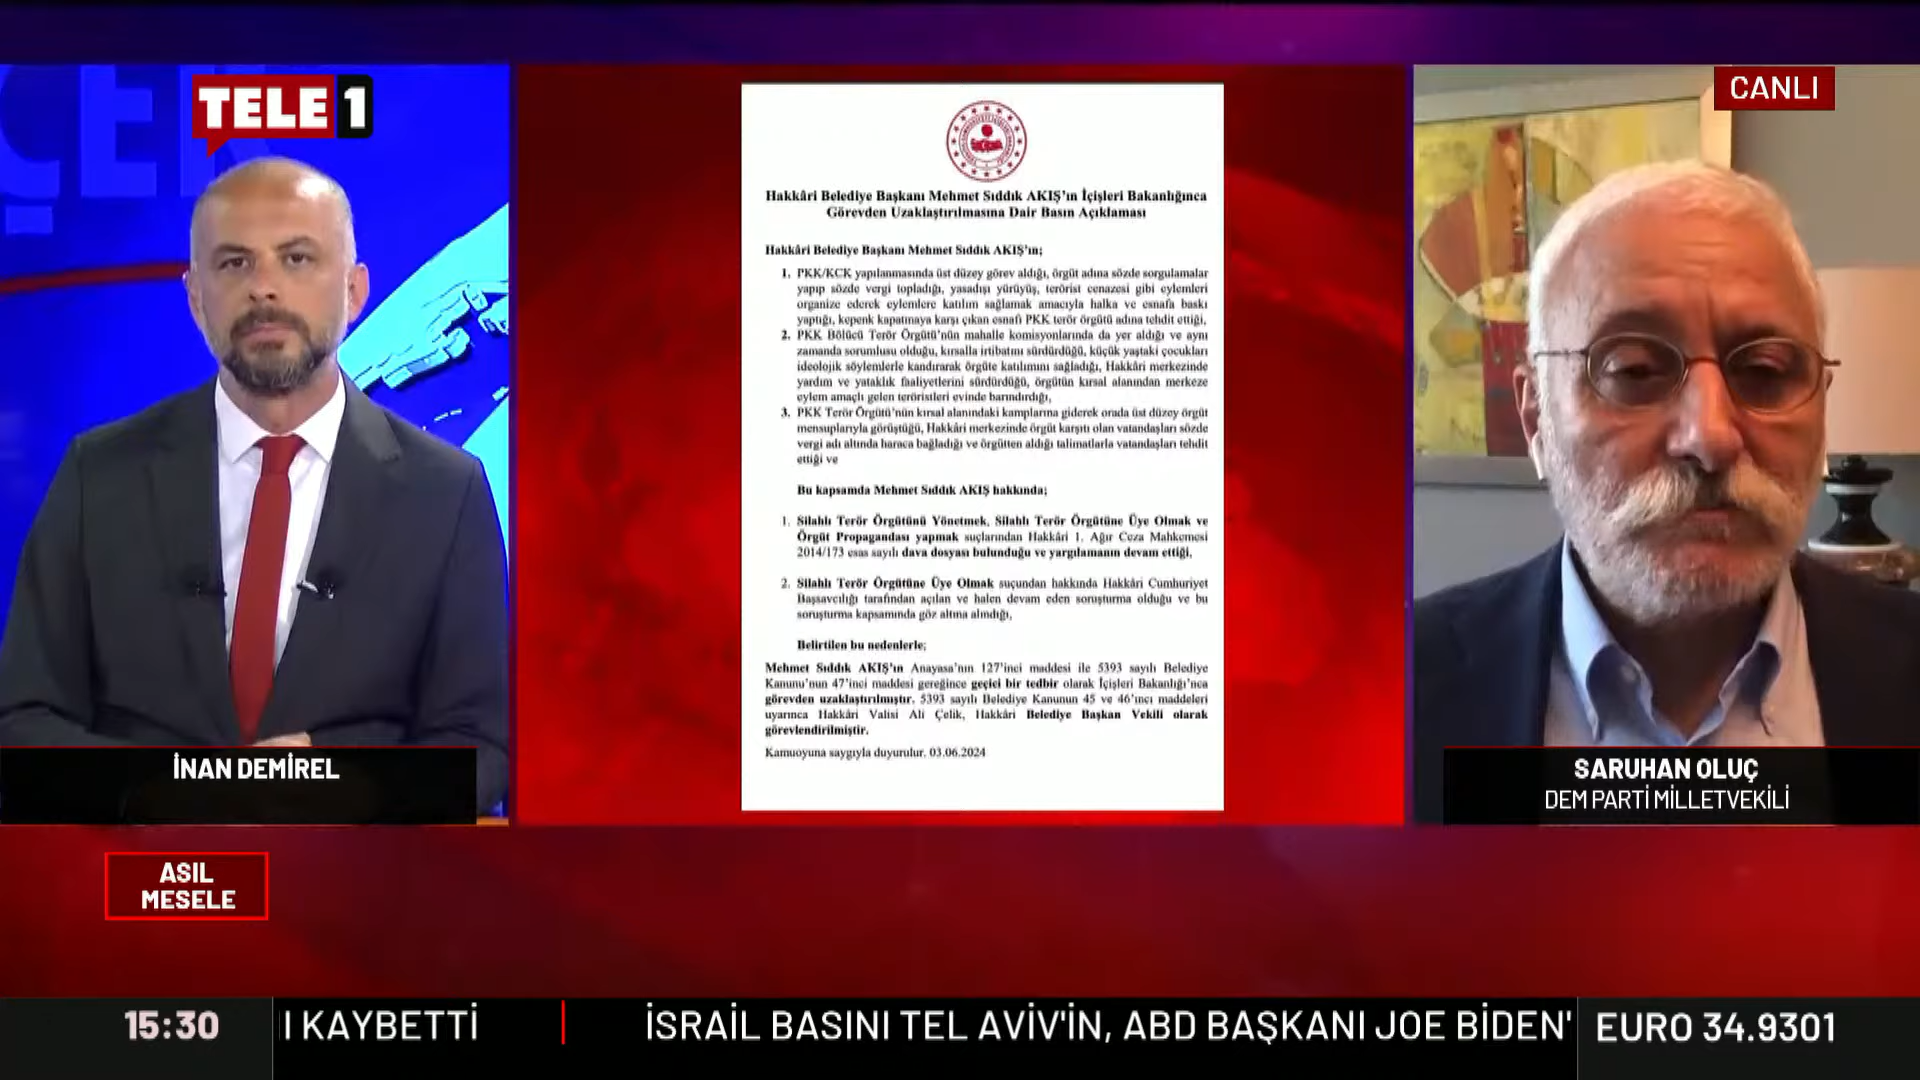 TELE1
CANLI
Hakkâri Belediye Başkanı Mehmet Sıddık AKIŞ'ın İçişleri Bakanlığınca
Görevden Uzaklaştırılmasına Dair Basın Açıklaması
Hakkâri Belediye Başkanı Mehmet Sıddık AKIŞ'ın;
1. PKK/KCK yapılanmasında üst düzey görev aldığı, örgüt adına sözde sorgulamalar
yapıp sözde vergi topladığı, yasadışı yürüyüş, terörist cenazesi gibi eylemleri
organize ederek eylemlere katılım sağlamak amacıyla halka ve esnafa baskı
yaptığı, kepenk kapatmaya karşı çıkan esnafı PKK terör örgütü adına tehdit ettiği,
2. PKK Bölücü Terör Örgütü'nün mahalle komisyonlarında da yer aldığı ve aynı
zamanda sorumlusu olduğu, kırsalla irtibatını sürdürdüğü, küçük yaştaki çocukları
ideolojik söylemlerle kandırarak örgüte katılımını sağladığı, Hakkâri merkezinde
yardım ve yataklık faaliyetlerini sürdürdüğü, örgütün kırsal alanından merkeze
eylem amaçlı gelen teröristleri evinde barındırdığı,
3. PKK Terör Örgütü'nün kırsal alanındaki kamplarına giderek orada üst düzey örgüt
mensuplarıyla görüştüğü, Hakkâri merkezinde örgüt karşıtı olan vatandaşları sözde
vergi adı altında haraca bağladığı ve örgütten aldığı talimatlarla vatandaşları tehdit
ettiği ve
Bu kapsamda Mehmet Sıddık AKIŞ hakkında;
1. Silahlı Terör Örgütünü Yönetmek, Silahlı Terör Örgütüne Üye Olmak ve
Örgüt Propagandası yapmak suçlarından Hakkâri 1. Ağır Ceza Mahkemesi
2014/173 esas sayılı dava dosyası bulunduğu ve yargılamanın devam ettiği,
2. Silahlı Terör Örgütüne Üye Olmak suçundan hakkında Hakkâri Cumhuriyet
Başsavcılığı tarafından açılan ve halen devam eden soruşturma olduğu ve bu
soruşturma kapsamında göz altına alındığı,
Belirtilen bu nedenlerle;
Mehmet Sıddık AKIŞ'ın Anayasa'nın 127'inci maddesi ile 5393 sayılı Belediye
Kanunu'nun 47'inci maddesi gereğince geçici bir tedbir olarak İçişleri Bakanlığı'nca
görevden uzaklaştırılmıştır. 5393 sayılı Belediye Kanunun 45 ve 46'ıncı maddeleri
uyarınca Hakkâri Valisi Ali Çelik, Hakkâri Belediye Başkan Vekili olarak
görevlendirilmiştir.
Kamuoyuna saygıyla duyurulur. 03.06.2024
İNAN DEMİREL
SARUHAN OLUÇ
DEM PARTİ MİLLETVEKİLİ
ASIL
MESELE
15:30
I KAYBETTİ
İSRAİL BASINI TEL AVİV'İN, ABD BAŞKANI JOE BİDEN'
EURO 34.9301